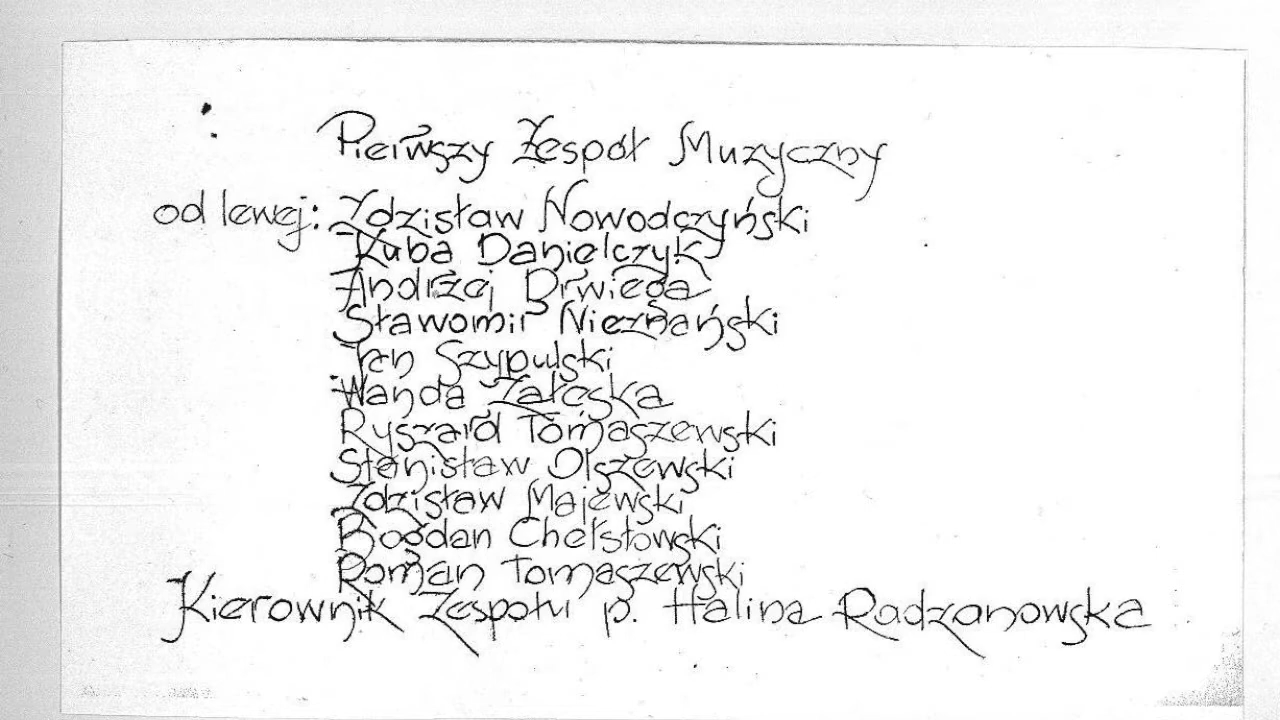 Pierwszy Zespół Muzyczny
od lewej: Zdzisław Nowodczyński
Kuba Danielczyk
Andrzej Drwięga
Sławomir Nieznański
Jan Szypulski
Wanda Załęska
Ryszard Tomaszewski
Stanisław Olszewski
Zdzisław Majewski
Bogdan Chełstowski
Roman Tomaszewski
Kierownik Zespołu p. Halina Radzanowska